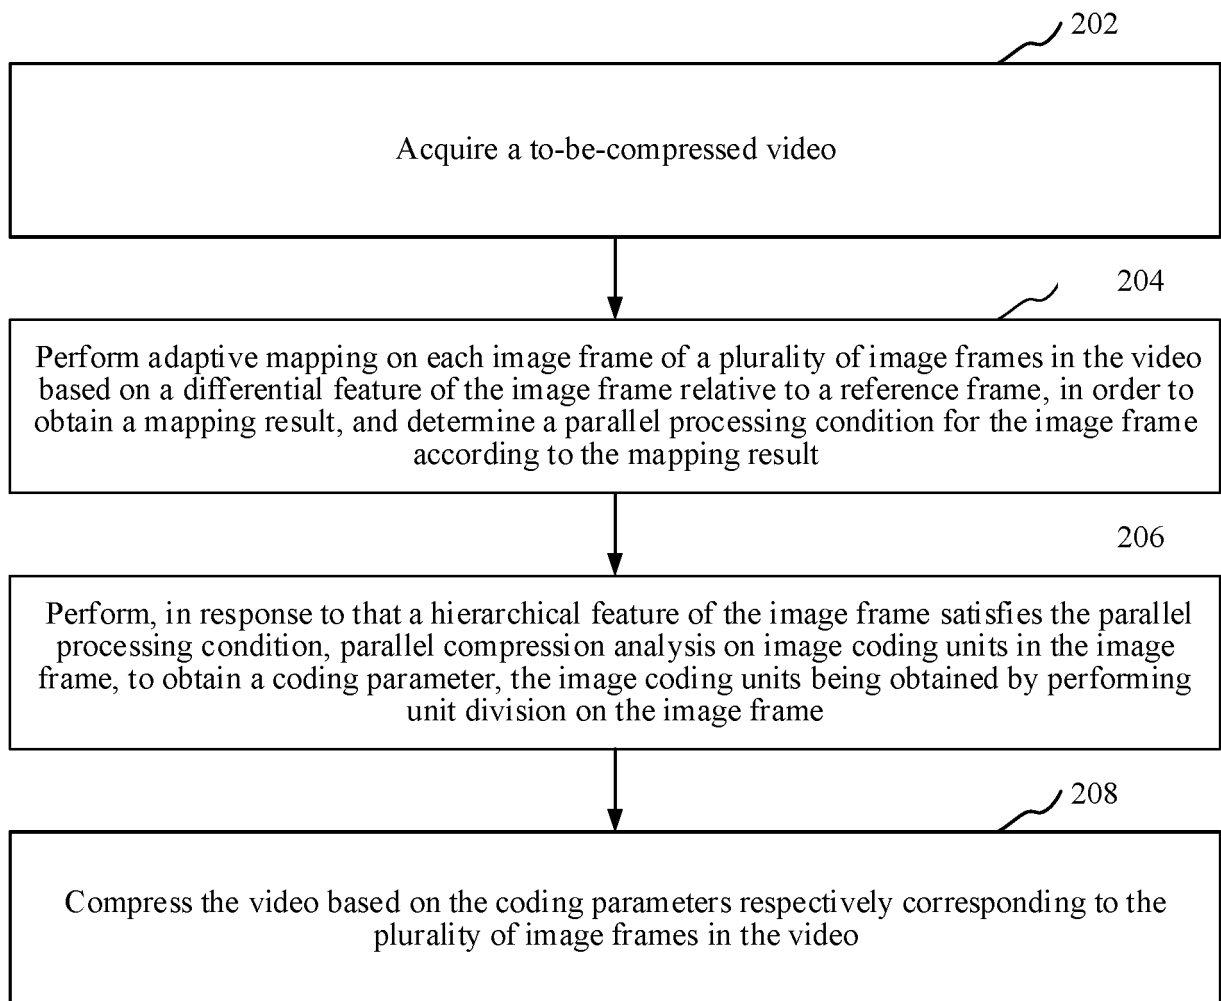 202
Acquire a to-be-compressed video
204
Perform adaptive mapping on each image frame of a plurality of image frames in the video
based on a differential feature of the image frame relative to a reference frame, in order to
obtain a mapping result, and determine a parallel processing condition for the image frame
according to the mapping result
206
Perform, in response to that a hierarchical feature of the image frame satisfies the parallel
processing condition, parallel compression analysis on image coding units in the image
frame, to obtain a coding parameter, the image coding units being obtained by performing
unit division on the image frame
208
Compress the video based on the coding parameters respectively corresponding to the
plurality of image frames in the video